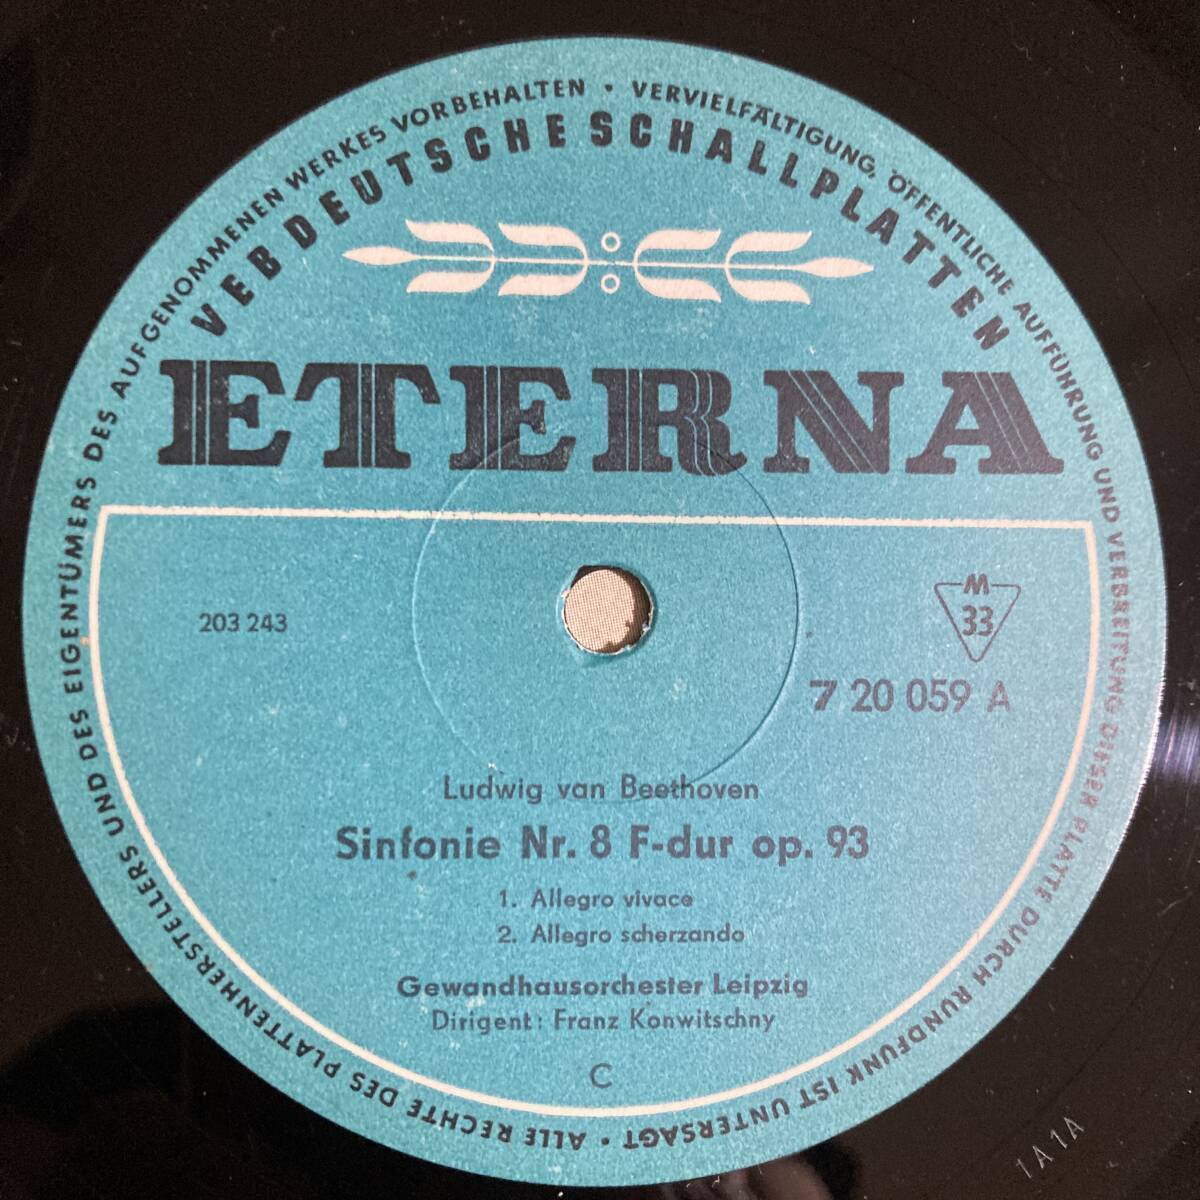 ALLE RECHTE DES PLATTENHERSTELLERS UND DES EIGENTÜMERS DES AUFGENOMMENEN WERKES VORBEHALTEN • VERVIELFÄLTIGUNG, ÖFFENTLICHE AUFFÜHRUNG UND VERBREITUNG DIESER PLATTE DURCH RUNDFUNK IST UNTERSAGT •
VEB DEUTSCHE SCHALLPLATTEN
ETERNA
M
203 243
33
7 20 059 A
Ludwig van Beethoven
Sinfonie Nr. 8 F-dur op. 93
1. Allegro vivace
2. Allegro scherzando
Gewandhausorchester Leipzig
Dirigent: Franz Konwitschny
C
1A1A